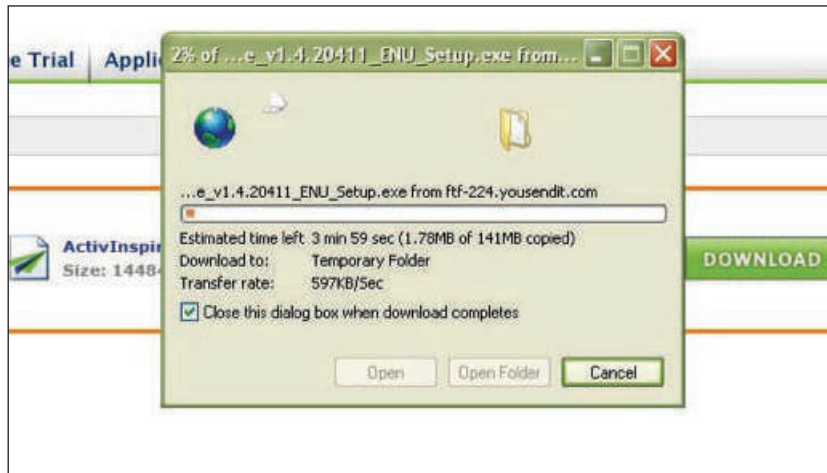 e Trial Appli
2% of ...e_v1.4.20411_ENU_Setup.exe from...
...e_v1.4.20411_ENU_Setup.exe from ftf-224.yousendit.com
Estimated time left 3 min 59 sec (1.78MB of 141MB copied)
Download to: Temporary Folder
Transfer rate: 597KB/Sec
Close this dialog box when download completes
Open Open Folder Cancel
ActivInspir
Size: 14484
DOWNLOAD